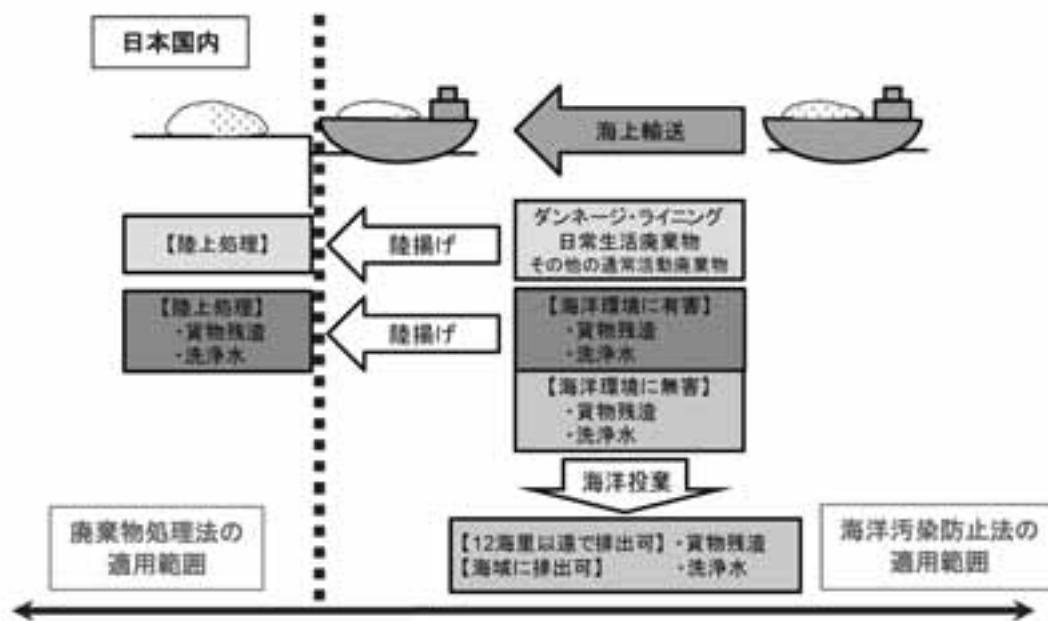 日本国内
海上輸送
【陸上処理】
陸揚げ
ダンネージ・ライニング
日常生活廃棄物
その他の通常活動廃棄物
【陸上処理】
・貨物残渣
・洗浄水
陸揚げ
【海洋環境に有害】
・貨物残渣
・洗浄水
【海洋環境に無害】
・貨物残渣
・洗浄水
海洋投棄
廃棄物処理法の
適用範囲
【12海里以遠で排出可】・貨物残渣
【海域に排出可】 ・洗浄水
海洋汚染防止法の
適用範囲